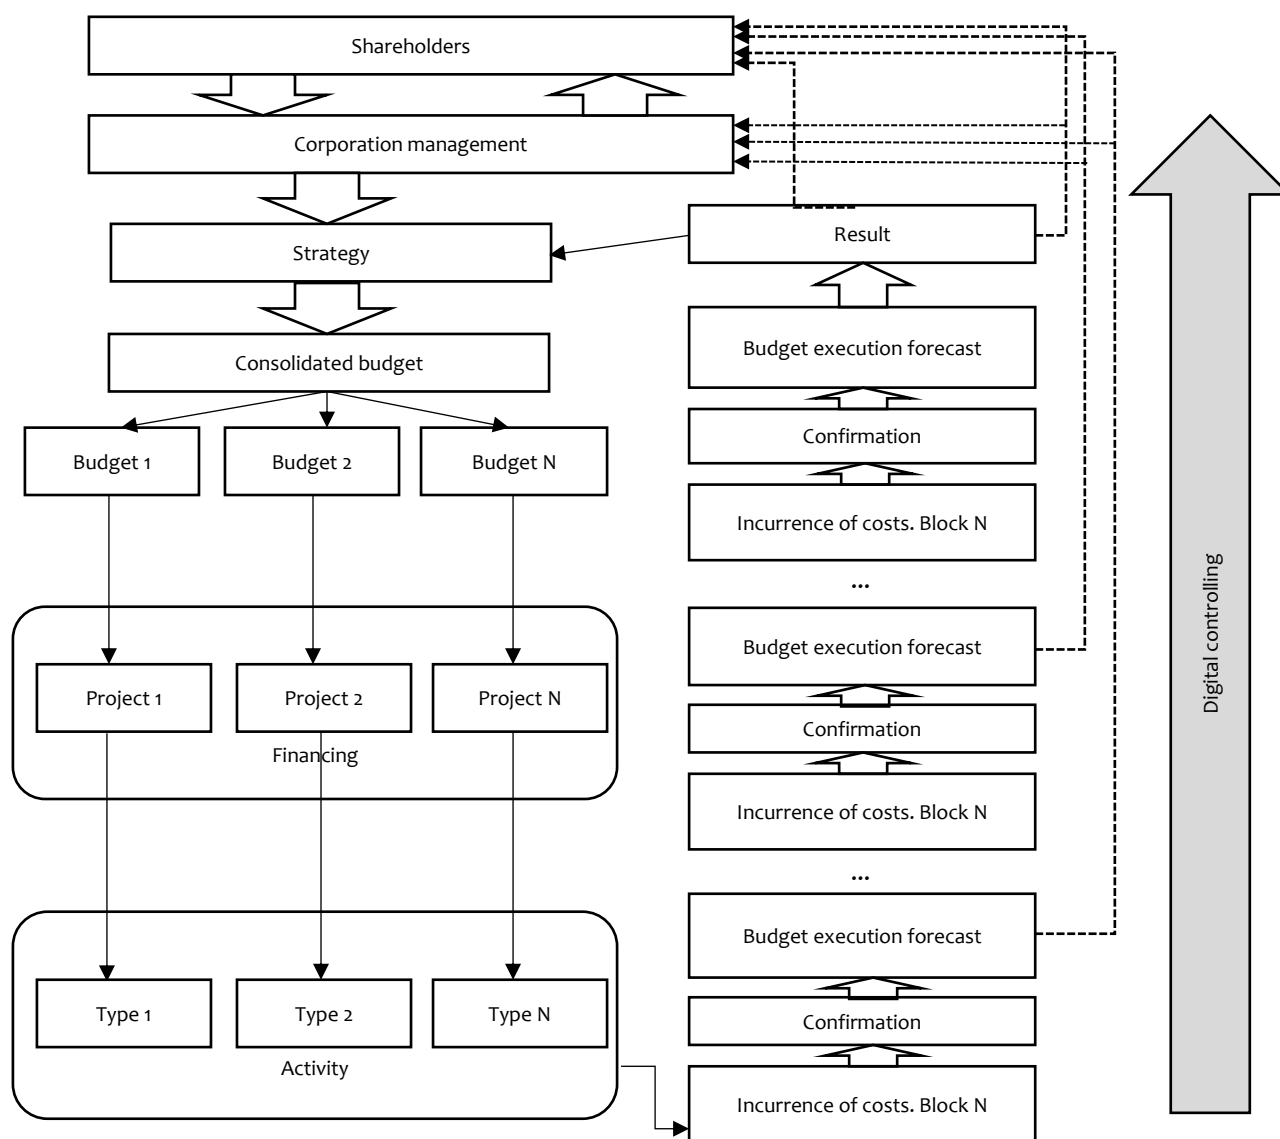 Shareholders
Corporation management
Strategy
Consolidated budget
Budget 1
Budget 2
Budget N
Project 1
Project 2
Project N
Financing
Type 1
Type 2
Type N
Activity
Result
Budget execution forecast
Confirmation
Incurrence of costs. Block N
...
Budget execution forecast
Confirmation
Incurrence of costs. Block N
...
Budget execution forecast
Confirmation
Incurrence of costs. Block N
Digital controlling